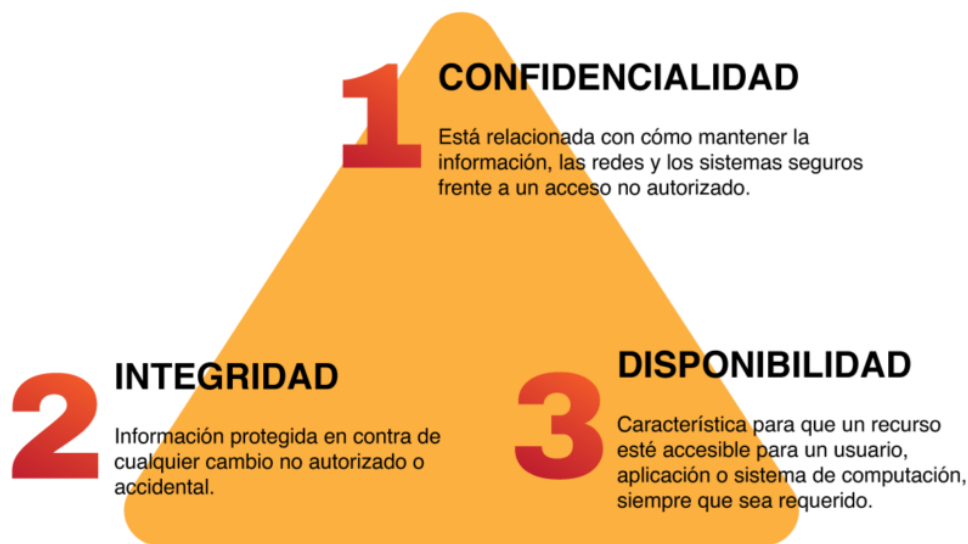 1
CONFIDENCIALIDAD
Está relacionada con cómo mantener la
información, las redes y los sistemas seguros
frente a un acceso no autorizado.
2
INTEGRIDAD
Información protegida en contra de
cualquier cambio no autorizado o
accidental.
3
DISPONIBILIDAD
Característica para que un recurso
esté accesible para un usuario,
aplicación o sistema de computación,
siempre que sea requerido.